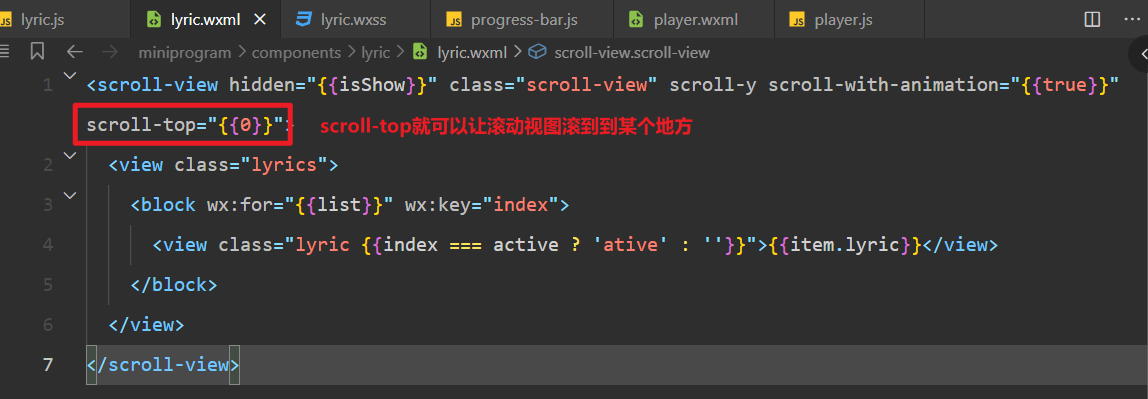 JS lyric.js lyric.wxml × lyric.wxss JS progress-bar.js player.wxml JS player.js
miniprogram > components > lyric > lyric.wxml > scroll-view.scroll-view
1 <scroll-view hidden="{{isShow}}" class="scroll-view" scroll-y scroll-with-animation="{{true}}"
scroll-top="{{0}}"> scroll-top就可以让滚动视图滚到到某个地方
2 <view class="lyrics">
3 <block wx:for="{{list}}" wx:key="index">
4 <view class="lyric {{index === active ? 'ative' : ''}}">{{item.lyric}}</view>
5 </block>
6 </view>
7 </scroll-view>